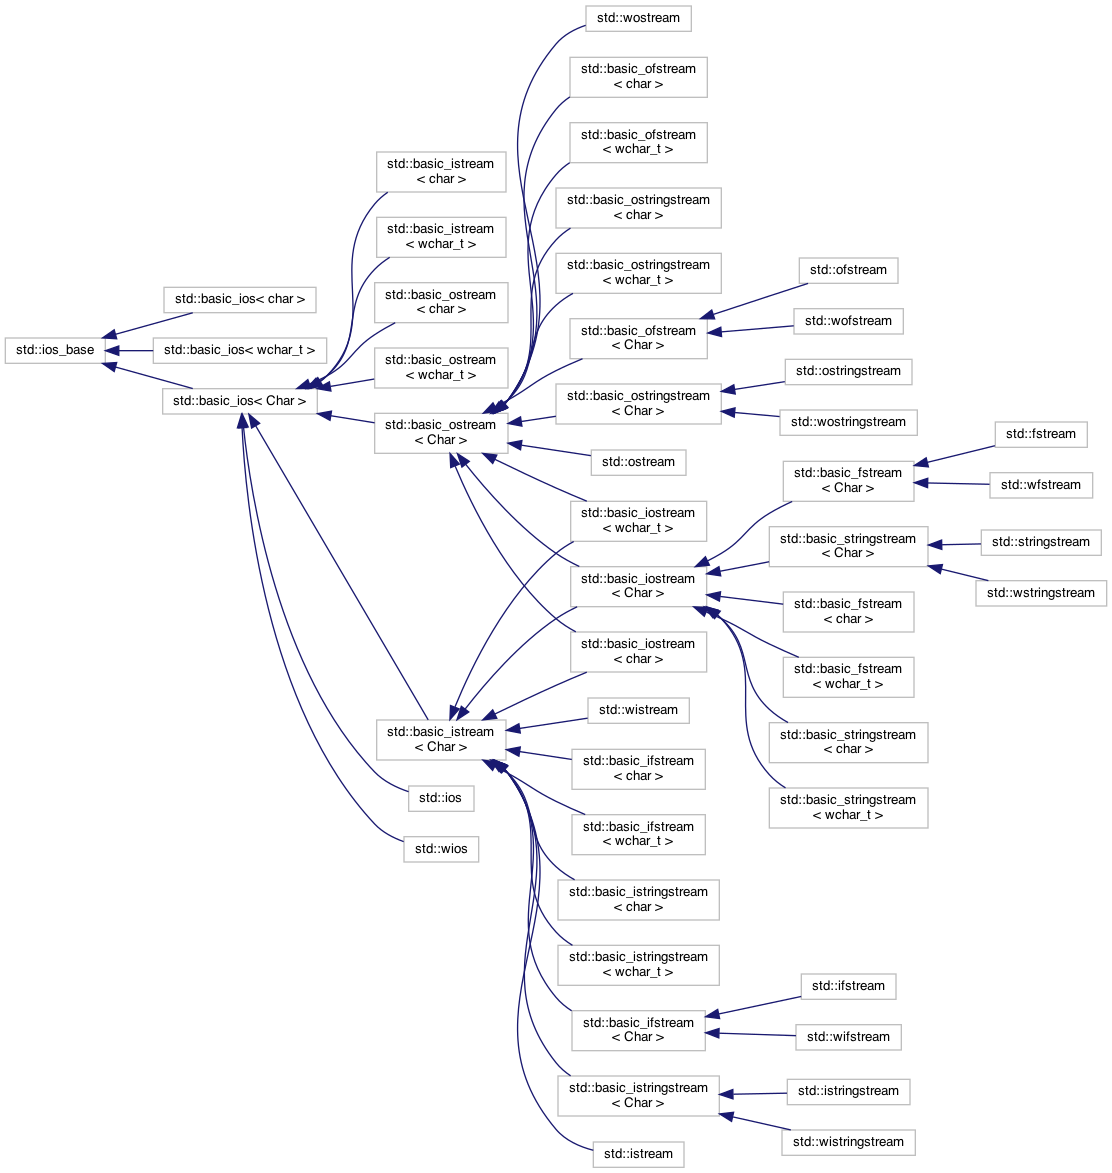 std::ios_base
std::basic_ios< char >
std::basic_ios< wchar_t >
std::basic_ios< Char >
std::basic_istream
< char >
std::basic_istream
< wchar_t >
std::basic_ostream
< char >
std::basic_ostream
< wchar_t >
std::basic_ostream
< Char >
std::basic_istream
< Char >
std::ios
std::wios
std::wostream
std::basic_ofstream
< char >
std::basic_ofstream
< wchar_t >
std::basic_ostringstream
< char >
std::basic_ostringstream
< wchar_t >
std::basic_ofstream
< Char >
std::basic_ostringstream
< Char >
std::ostream
std::basic_iostream
< wchar_t >
std::basic_iostream
< Char >
std::basic_iostream
< char >
std::wistream
std::basic_ifstream
< char >
std::basic_ifstream
< wchar_t >
std::basic_istringstream
< char >
std::basic_istringstream
< wchar_t >
std::basic_ifstream
< Char >
std::basic_istringstream
< Char >
std::istream
std::ofstream
std::wofstream
std::ostringstream
std::wostringstream
std::basic_fstream
< Char >
std::basic_stringstream
< Char >
std::basic_fstream
< char >
std::basic_fstream
< wchar_t >
std::basic_stringstream
< char >
std::basic_stringstream
< wchar_t >
std::ifstream
std::wifstream
std::istringstream
std::wistringstream
std::fstream
std::wfstream
std::stringstream
std::wstringstream